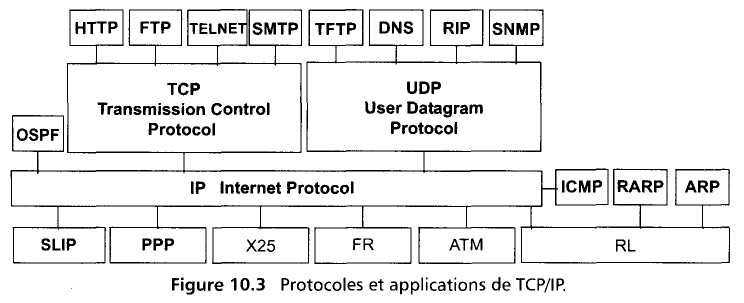 HTTP FTP TELNET SMTP TFTP DNS RIP SNMP
TCP
Transmission Control
Protocol
UDP
User Datagram
Protocol
OSPF
IP Internet Protocol
ICMP RARP ARP
SLIP PPP X25 FR ATM RL
Figure 10.3 Protocoles et applications de TCP/IP.